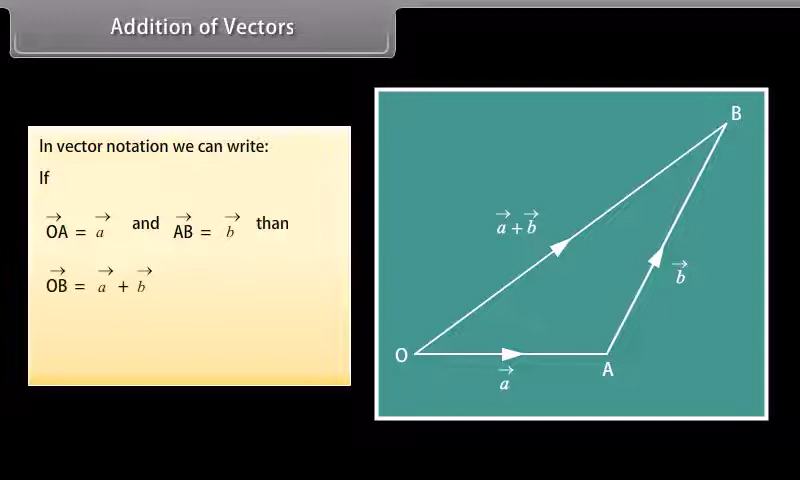 Addition of Vectors
In vector notation we can write:
If
→OA = →a and →AB = →b than
→OB = →a + →b
B
→a + →b
→b
O
A
→a